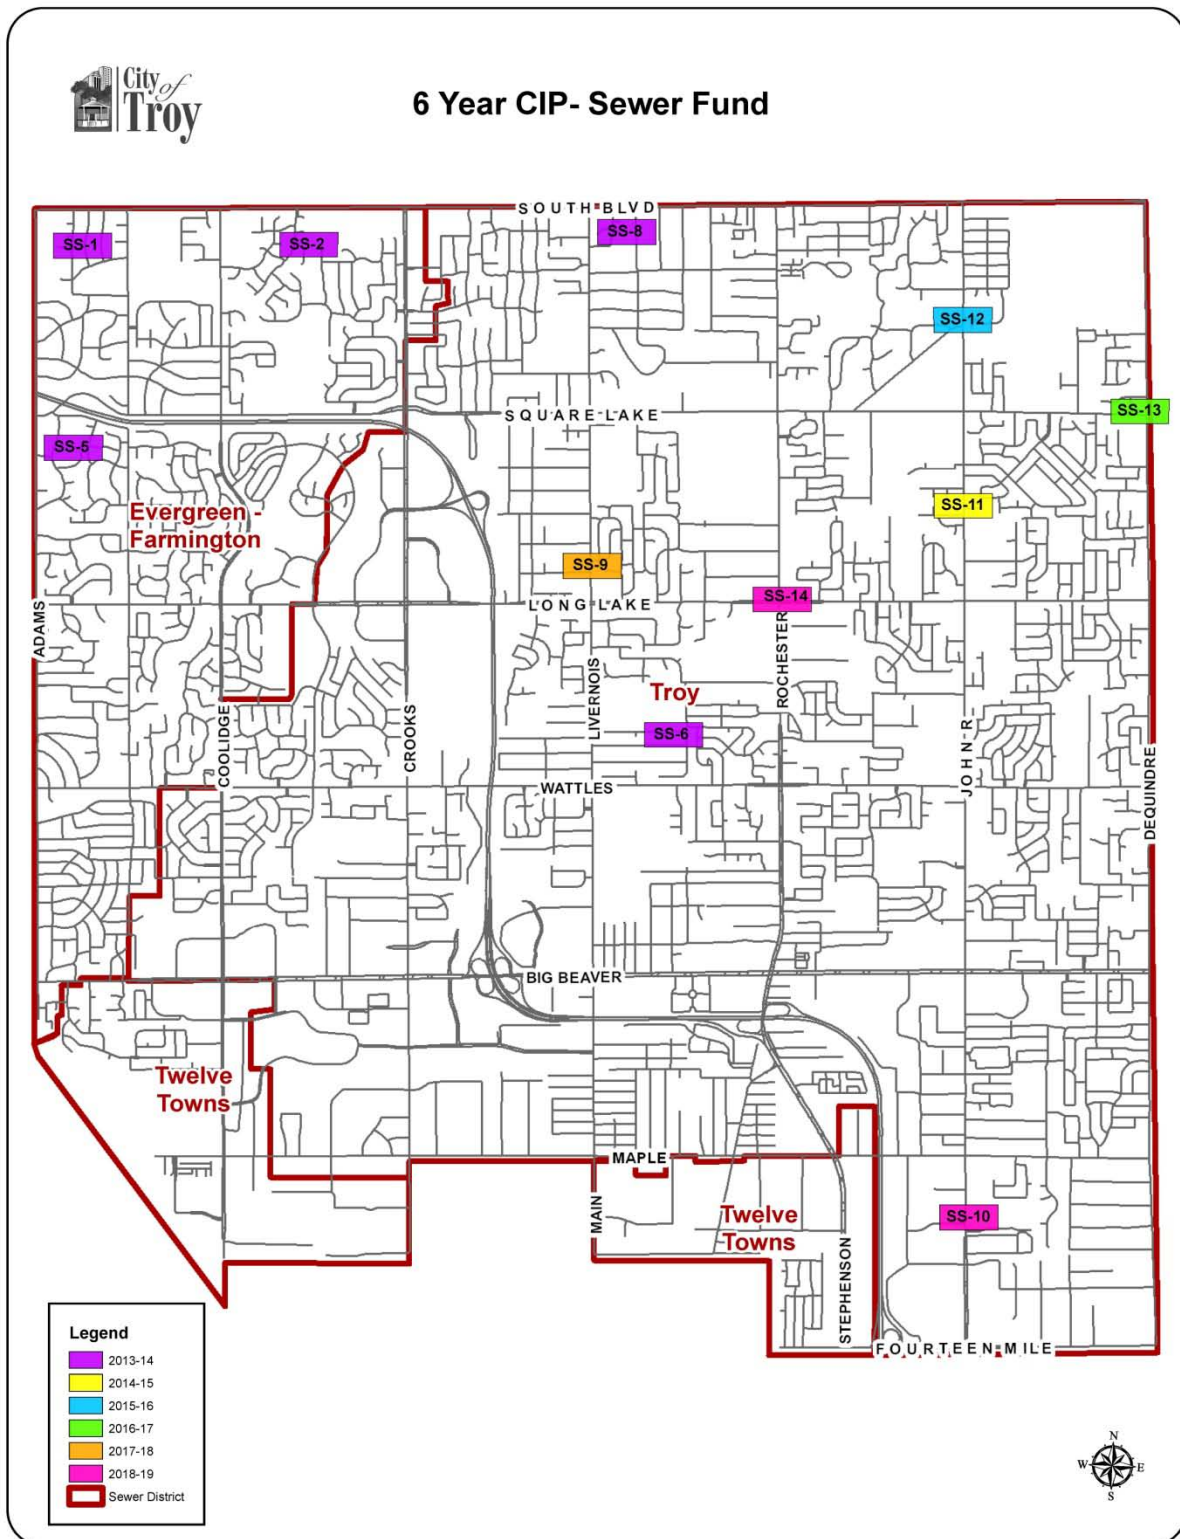 City of
Troy
6 Year CIP- Sewer Fund
SOUTH BLVD
SS-1
SS-2
SS-8
SS-12
SQUARE LAKE
SS-13
SS-5
SS-11
Evergreen -
Farmington
SS-9
SS-14
LONG LAKE
ADAMS
ROCHESTER
LIVERNOIS
Troy
SS-6
COOLIDGE
CROOKS
JOHN R
DEQUINDRE
WATTLES
BIG BEAVER
Twelve
Towns
MAPLE
MAIN
Twelve
Towns
SS-10
STEPHENSON
FOURTEEN MILE
Legend
2013-14
2014-15
2015-16
2016-17
2017-18
2018-19
Sewer District
N
W
E
S